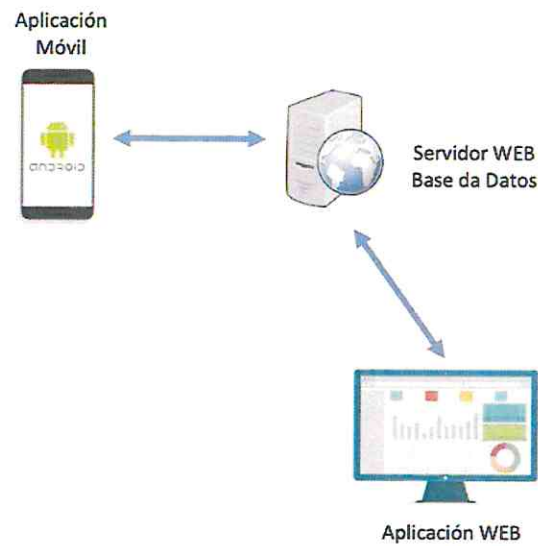 Aplicación
Móvil
android
Servidor WEB
Base da Datos
Aplicación WEB